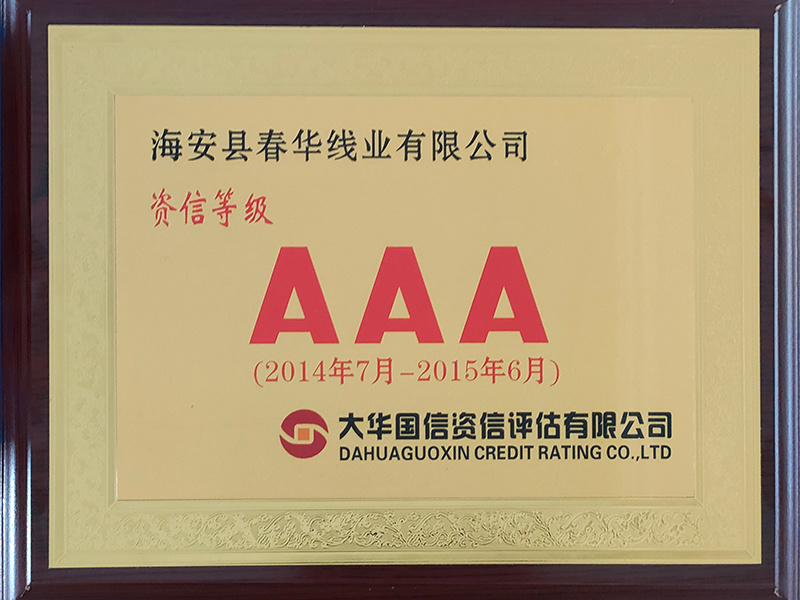 海安县春华线业有限公司
资信等级
AAA
(2014年7月-2015年6月)
大华国信资信评估有限公司
DAHUAGUOXIN CREDIT RATING CO.,LTD